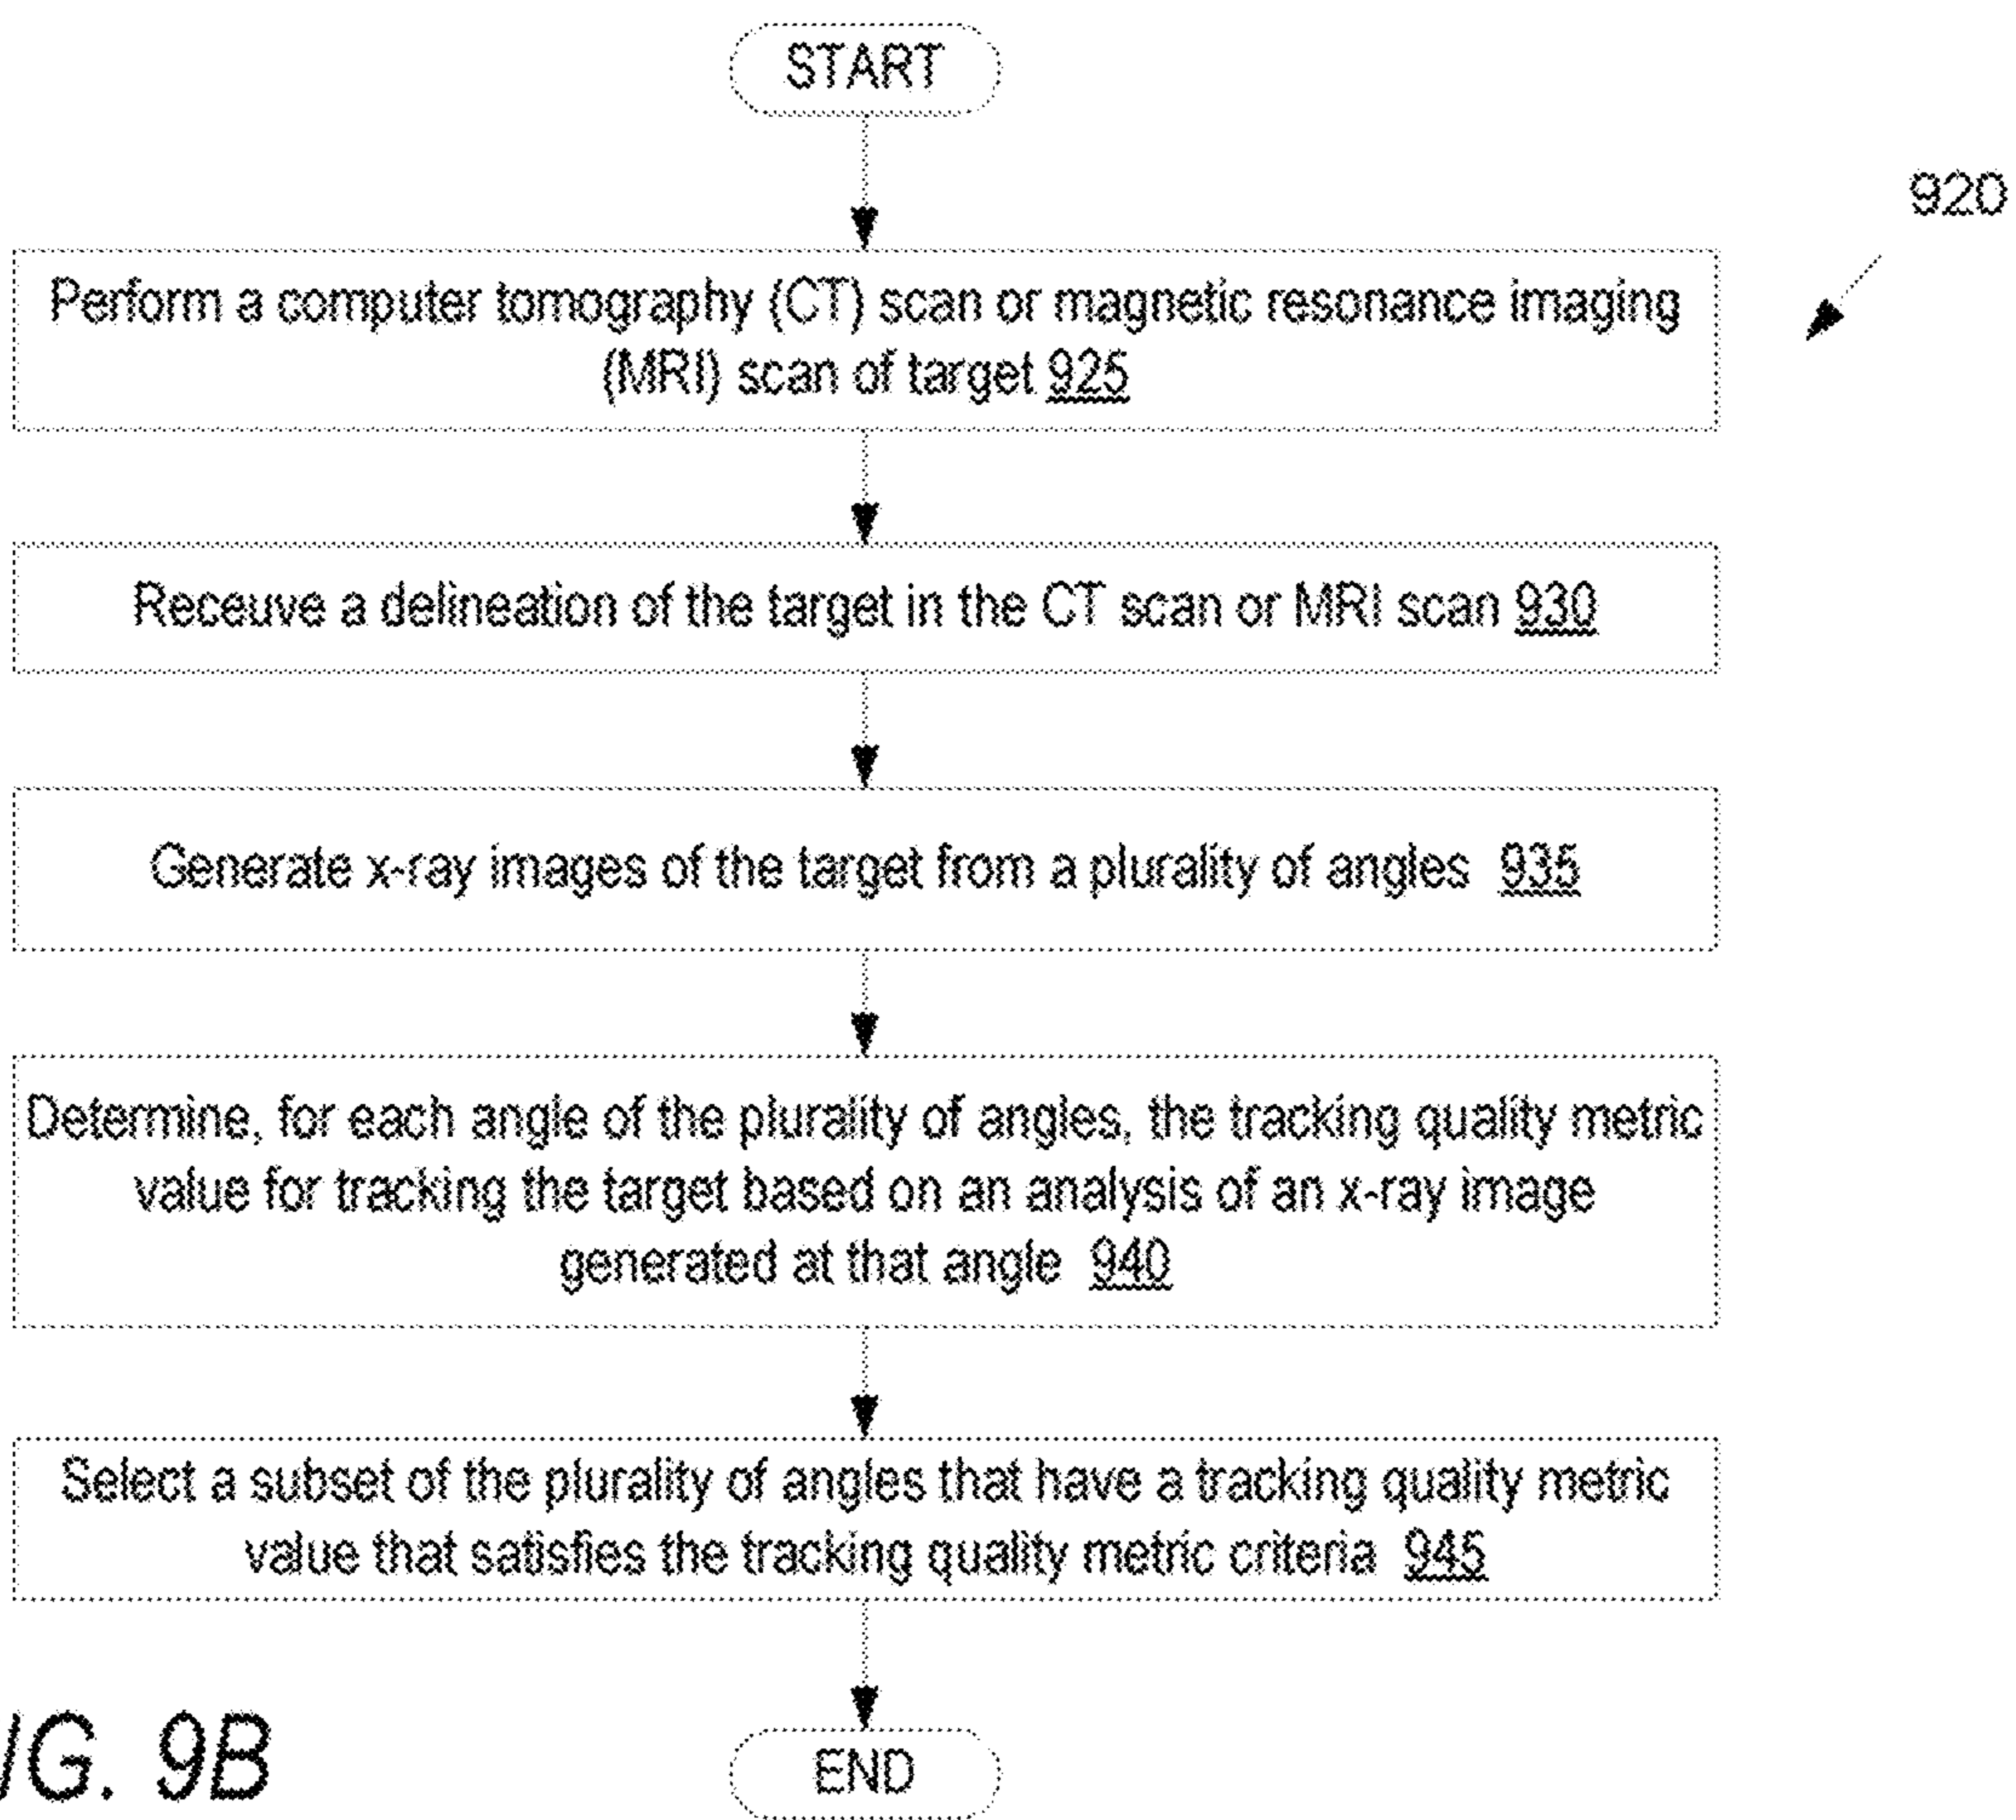 START
920
Perform a computer tomography (CT) scan or magnetic resonance imaging
(MRI) scan of target 925
Receuve a delineation of the target in the CT scan or MRI scan 930
Generate x-ray images of the target from a plurality of angles 935
Determine, for each angle of the plurality of angles, the tracking quality metric
value for tracking the target based on an analysis of an x-ray image
generated at that angle 940
Select a subset of the plurality of angles that have a tracking quality metric
value that satisfies the tracking quality metric criteria 945
END
IG. 9B